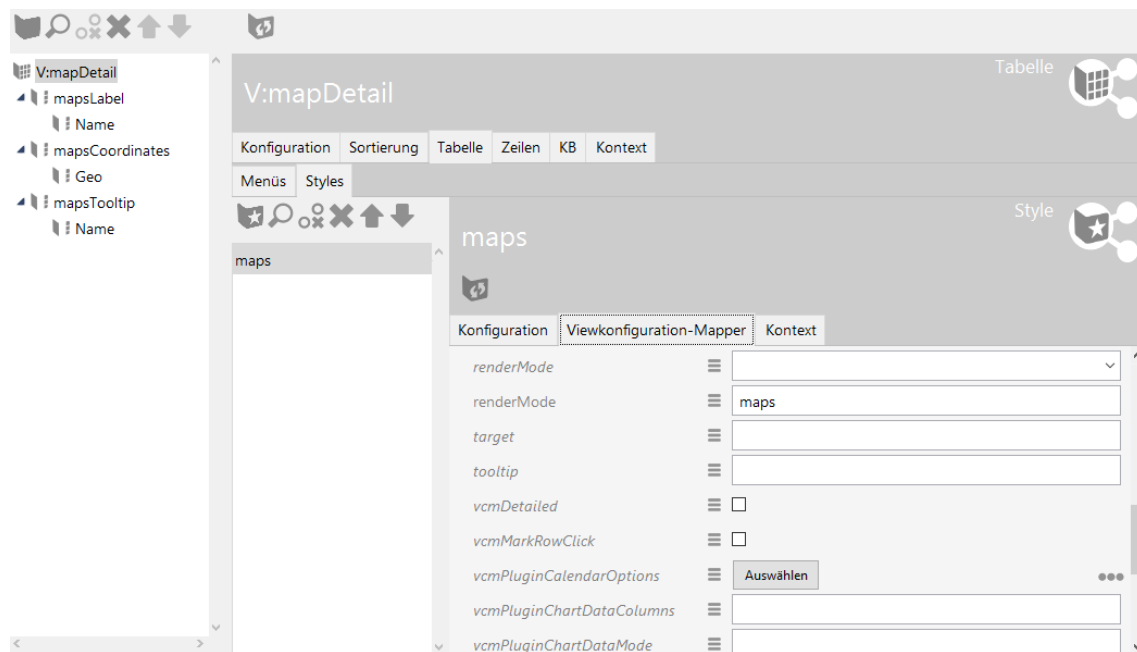 V:mapDetail
mapsLabel
Name
mapsCoordinates
Geo
mapsTooltip
Name
Tabelle
V:mapDetail
Konfiguration Sortierung Tabelle Zeilen KB Kontext
Menüs Styles
maps
Style
maps
Konfiguration Viewkonfiguration-Mapper Kontext
renderMode
renderMode maps
target
tooltip
vcmDetailed
vcmMarkRowClick
vcmPluginCalendarOptions Auswählen
vcmPluginChartDataColumns
vcmPluginChartDataMode